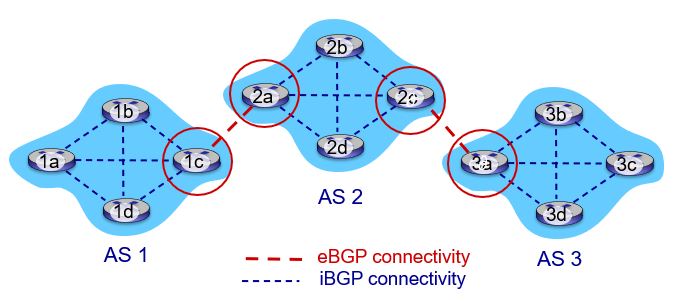 2b
2a
2c
2d
AS 2
1b
1a
1c
1d
AS 1
3b
3a
3c
3d
AS 3
eBGP connectivity
iBGP connectivity